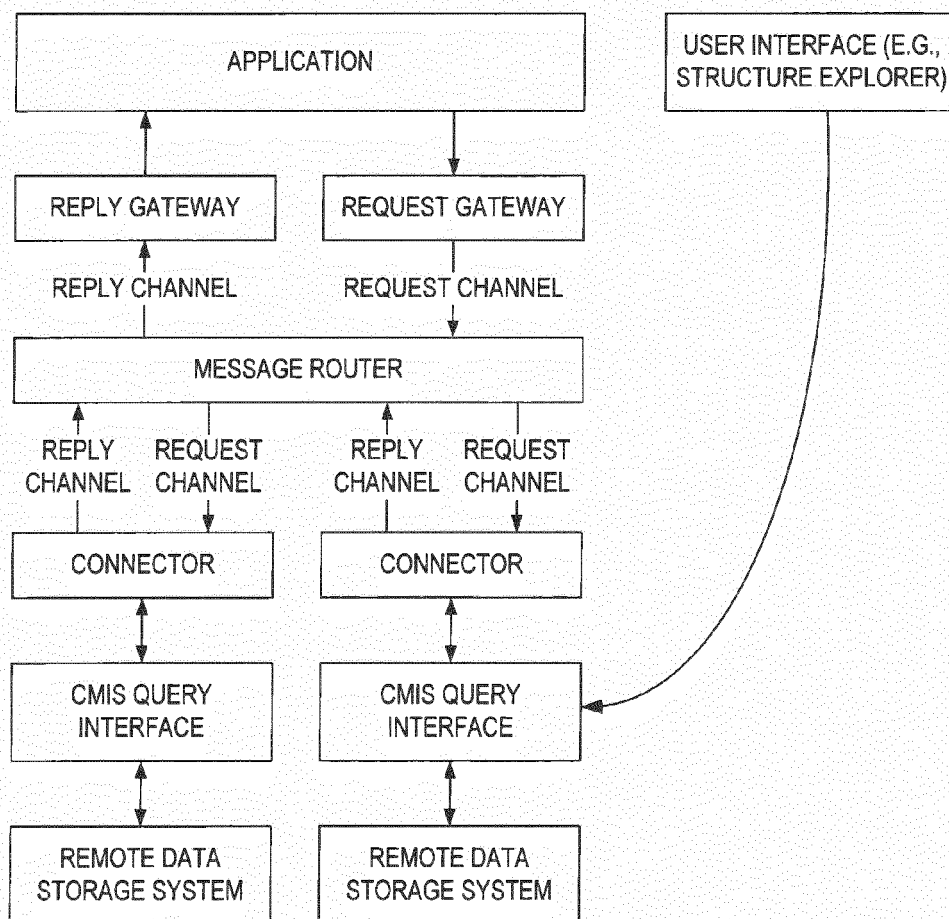 APPLICATION
USER INTERFACE (E.G.,
STRUCTURE EXPLORER)
REPLY GATEWAY
REQUEST GATEWAY
REPLY CHANNEL
REQUEST CHANNEL
MESSAGE ROUTER
REPLY
CHANNEL
REQUEST
CHANNEL
REPLY
CHANNEL
REQUEST
CHANNEL
CONNECTOR
CONNECTOR
CMIS QUERY
INTERFACE
CMIS QUERY
INTERFACE
REMOTE DATA
STORAGE SYSTEM
REMOTE DATA
STORAGE SYSTEM